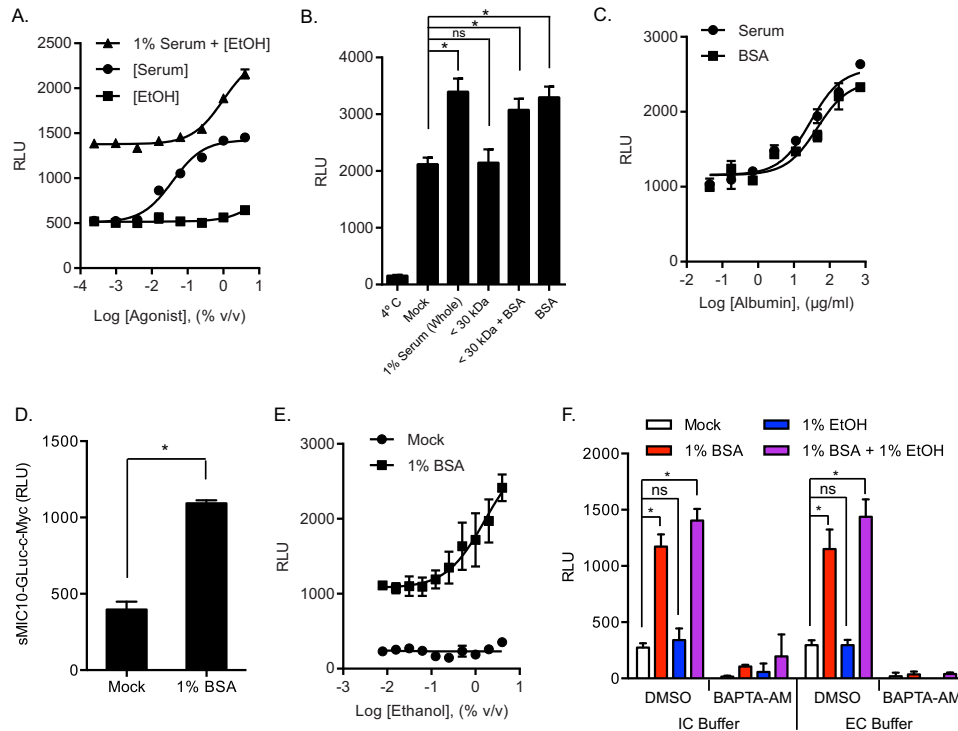 A.
1% Serum + [EtOH]
[Serum]
[EtOH]
2500
2000
1500
1000
500
0
RLU
-4 -3 -2 -1 0 1
Log [Agonist], (% v/v)
B.
*
*
ns
*
4000
3000
2000
1000
0
RLU
4º C
Mock
1% Serum (Whole)
< 30 kDa
< 30 kDa + BSA
BSA
C.
Serum
BSA
3000
2000
1000
0
RLU
-2 -1 0 1 2 3
Log [Albumin], (µg/ml)
D.
*
1500
1000
500
0
sMIC10-GLuc-c-Myc (RLU)
Mock 1% BSA
E.
Mock
1% BSA
3000
2000
1000
0
RLU
-3 -2 -1 0 1
Log [Ethanol], (% v/v)
F.
Mock 1% EtOH
1% BSA 1% BSA + 1% EtOH
2000
1500
1000
500
0
RLU
*
ns
*
*
ns
*
DMSO BAPTA-AM DMSO BAPTA-AM
IC Buffer EC Buffer